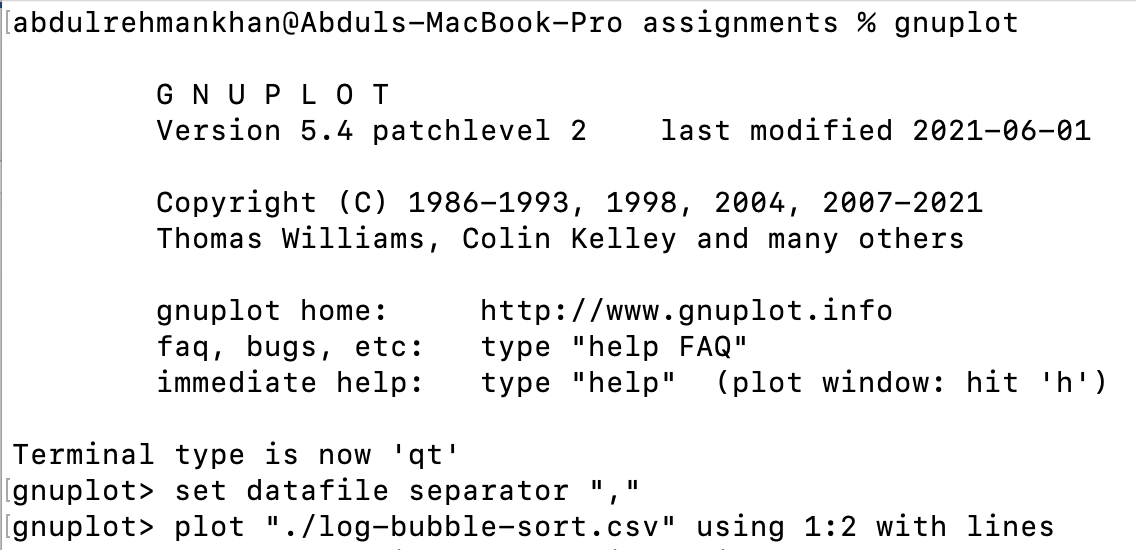 [abdulrehmankhan@Abduls-MacBook-Pro assignments % gnuplot
G N U P L O T
Version 5.4 patchlevel 2    last modified 2021-06-01
Copyright (C) 1986-1993, 1998, 2004, 2007-2021
Thomas Williams, Colin Kelley and many others
gnuplot home:     http://www.gnuplot.info
faq, bugs, etc:   type "help FAQ"
immediate help:   type "help"  (plot window: hit 'h')
Terminal type is now 'qt'
[gnuplot> set datafile separator ","
[gnuplot> plot "./log-bubble-sort.csv" using 1:2 with lines